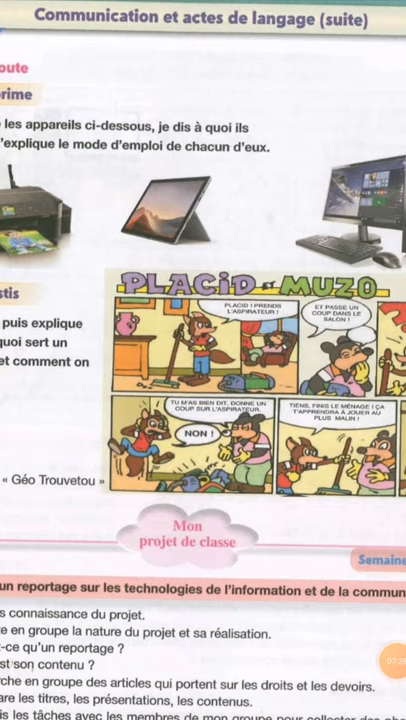 Communication et actes de langage (suite)
oute
rime
les appareils ci-dessous, je dis à quoi ils
'explique le mode d'emploi de chacun d'eux.
PLACID ET MUZO
stis
puis explique
quoi sert un
et comment on
PLACID ! PRENDS
L'ASPIRATEUR !
ET PASSE UN
COUP DANS LE
SALON !
TU M'AS BIEN DIT, DONNE UN
COUP SUR L'ASPIRATEUR.
NON !
TIENS, FINIS LE MÉNAGE ! ÇA
T'APPRENDRA À JOUER AU
PLUS MALIN !
« Géo Trouvetou »
Mon
projet de classe
Semaine
un reportage sur les technologies de l'information et de la commun
s connaissance du projet.
e en groupe la nature du projet et sa réalisation.
-ce qu'un reportage ?
st son contenu ?
che en groupe des articles qui portent sur les droits et les devoirs.
are les titres, les présentations, les contenus.
is les tâches avec les membres de mon groupe pour collecter des